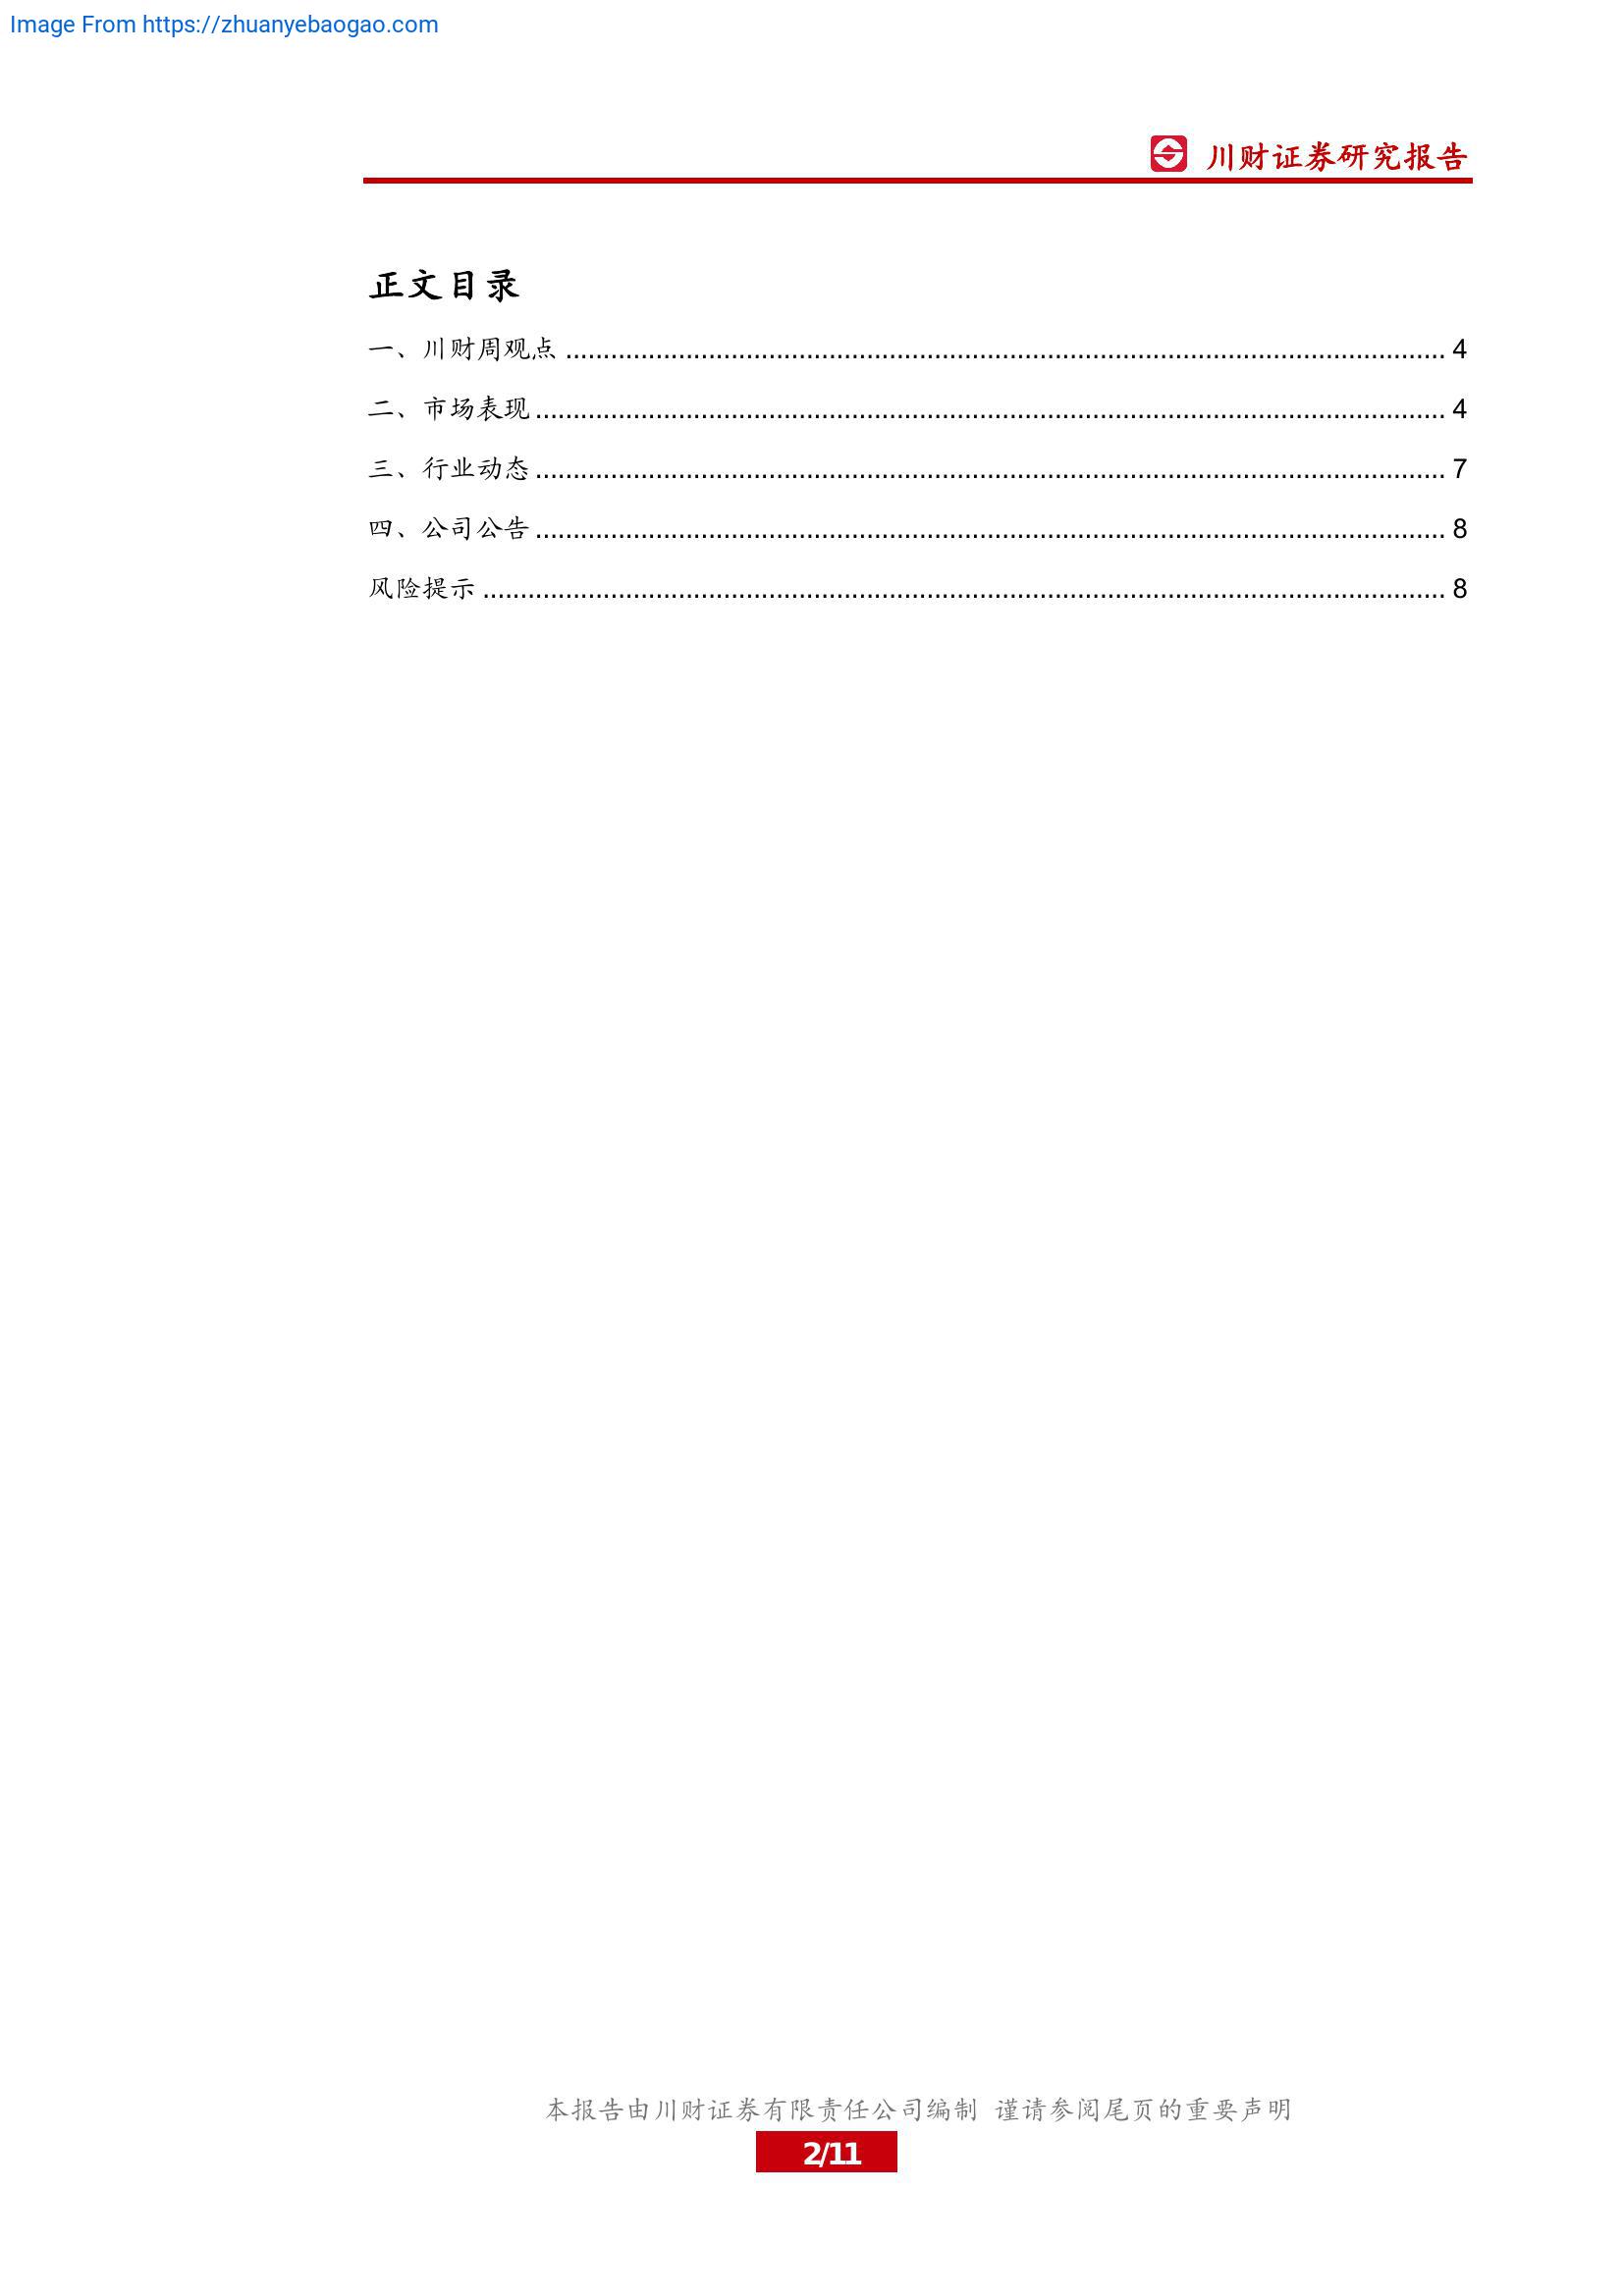 Image From https://zhuanyebaogao.com
川财证券研究报告
正文目录
一、川财周观点 ........................................................................................................................ 4
二、市场表现 ............................................................................................................................ 4
三、行业动态 ............................................................................................................................ 7
四、公司公告 ............................................................................................................................ 8
风险提示 ................................................................................................................................... 8
本报告由川财证券有限责任公司编制 谨请参阅尾页的重要声明
2/11